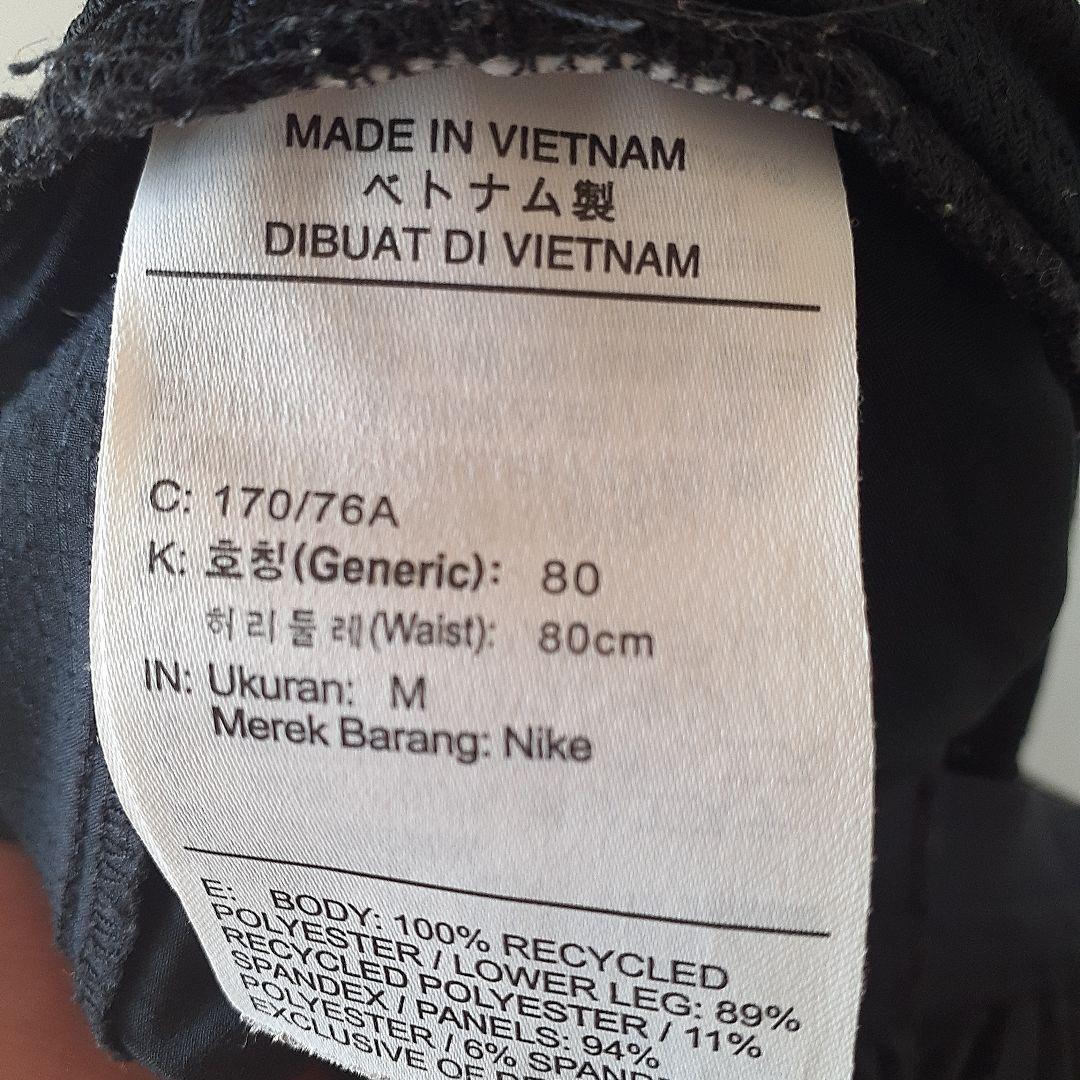 MADE IN VIETNAM
ベトナム製
DIBUAT DI VIETNAM
C: 170/76A
K: 호칭(Generic): 80
허리둘레(Waist): 80cm
IN: Ukuran: M
Merek Barang: Nike
E: BODY: 100% RECYCLED
POLYESTER / LOWER LEG: 89%
RECYCLED POLYESTER / 11%
SPANDEX / PANELS: 94%
POLYESTER / 6%
EXCLUSIVE OF